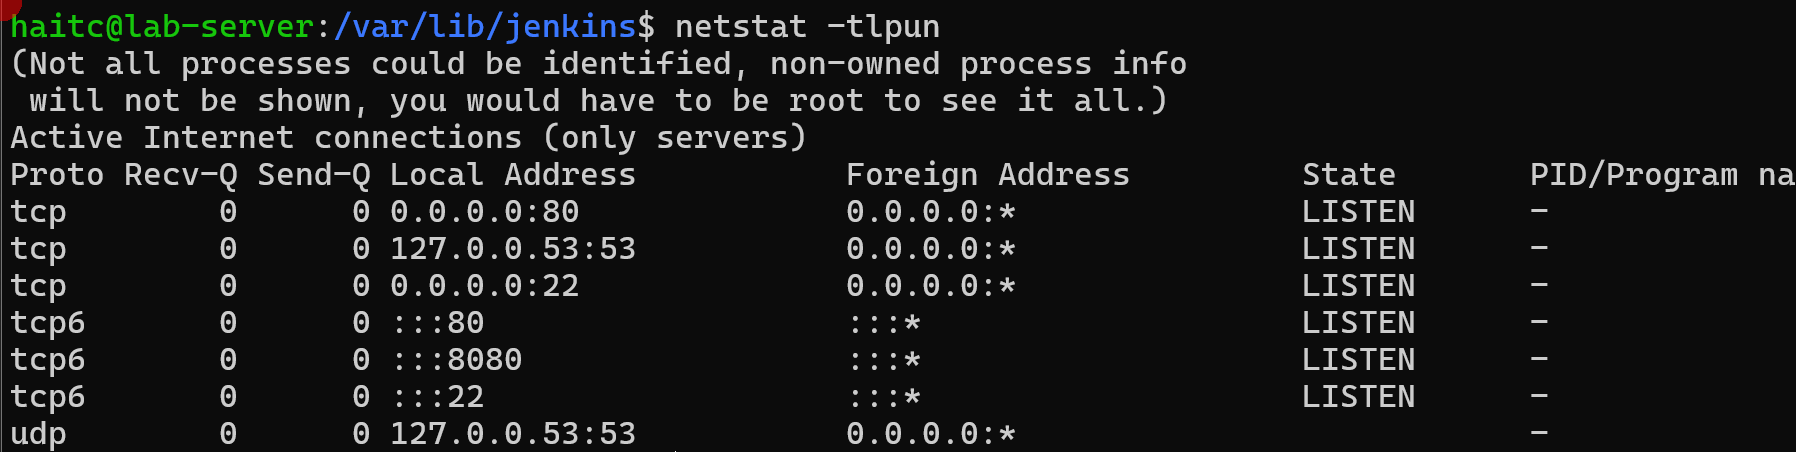 haitc@lab-server:/var/lib/jenkins$ netstat -tlpun
(Not all processes could be identified, non-owned process info
 will not be shown, you would have to be root to see it all.)
Active Internet connections (only servers)
Proto Recv-Q Send-Q Local Address           Foreign Address         State       PID/Program na
tcp        0      0 0.0.0.0:80              0.0.0.0:*               LISTEN      -
tcp        0      0 127.0.0.53:53           0.0.0.0:*               LISTEN      -
tcp        0      0 0.0.0.0:22              0.0.0.0:*               LISTEN      -
tcp6       0      0 :::80                   :::*                    LISTEN      -
tcp6       0      0 :::8080                 :::*                    LISTEN      -
tcp6       0      0 :::22                   :::*                    LISTEN      -
udp        0      0 127.0.0.53:53           0.0.0.0:*                           -